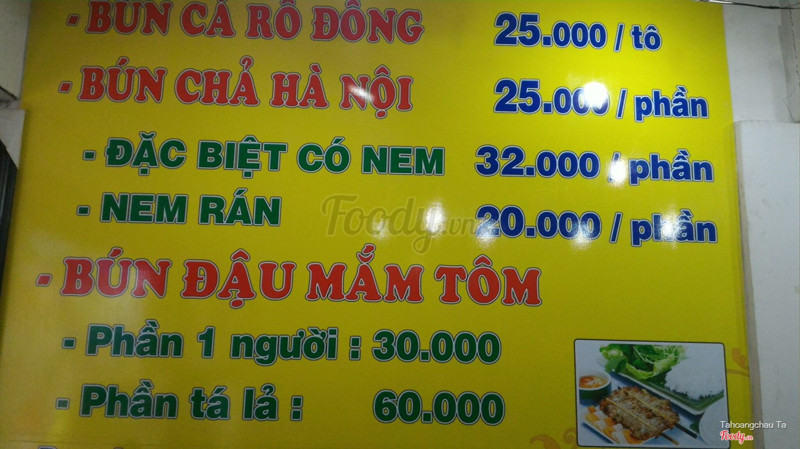 - BÚN CÁ RÔ ĐỒNG 25.000 / tô
- BÚN CHẢ HÀ NỘI 25.000 / phần
- ĐẶC BIỆT CÓ NEM 32.000 / phần
- NEM RÁN 20.000 / phần
Foody.vn
- BÚN ĐẬU MẮM TÔM
- Phần 1 người : 30.000
- Phần tá lả : 60.000
Tahoangchau Ta
Foody.vn